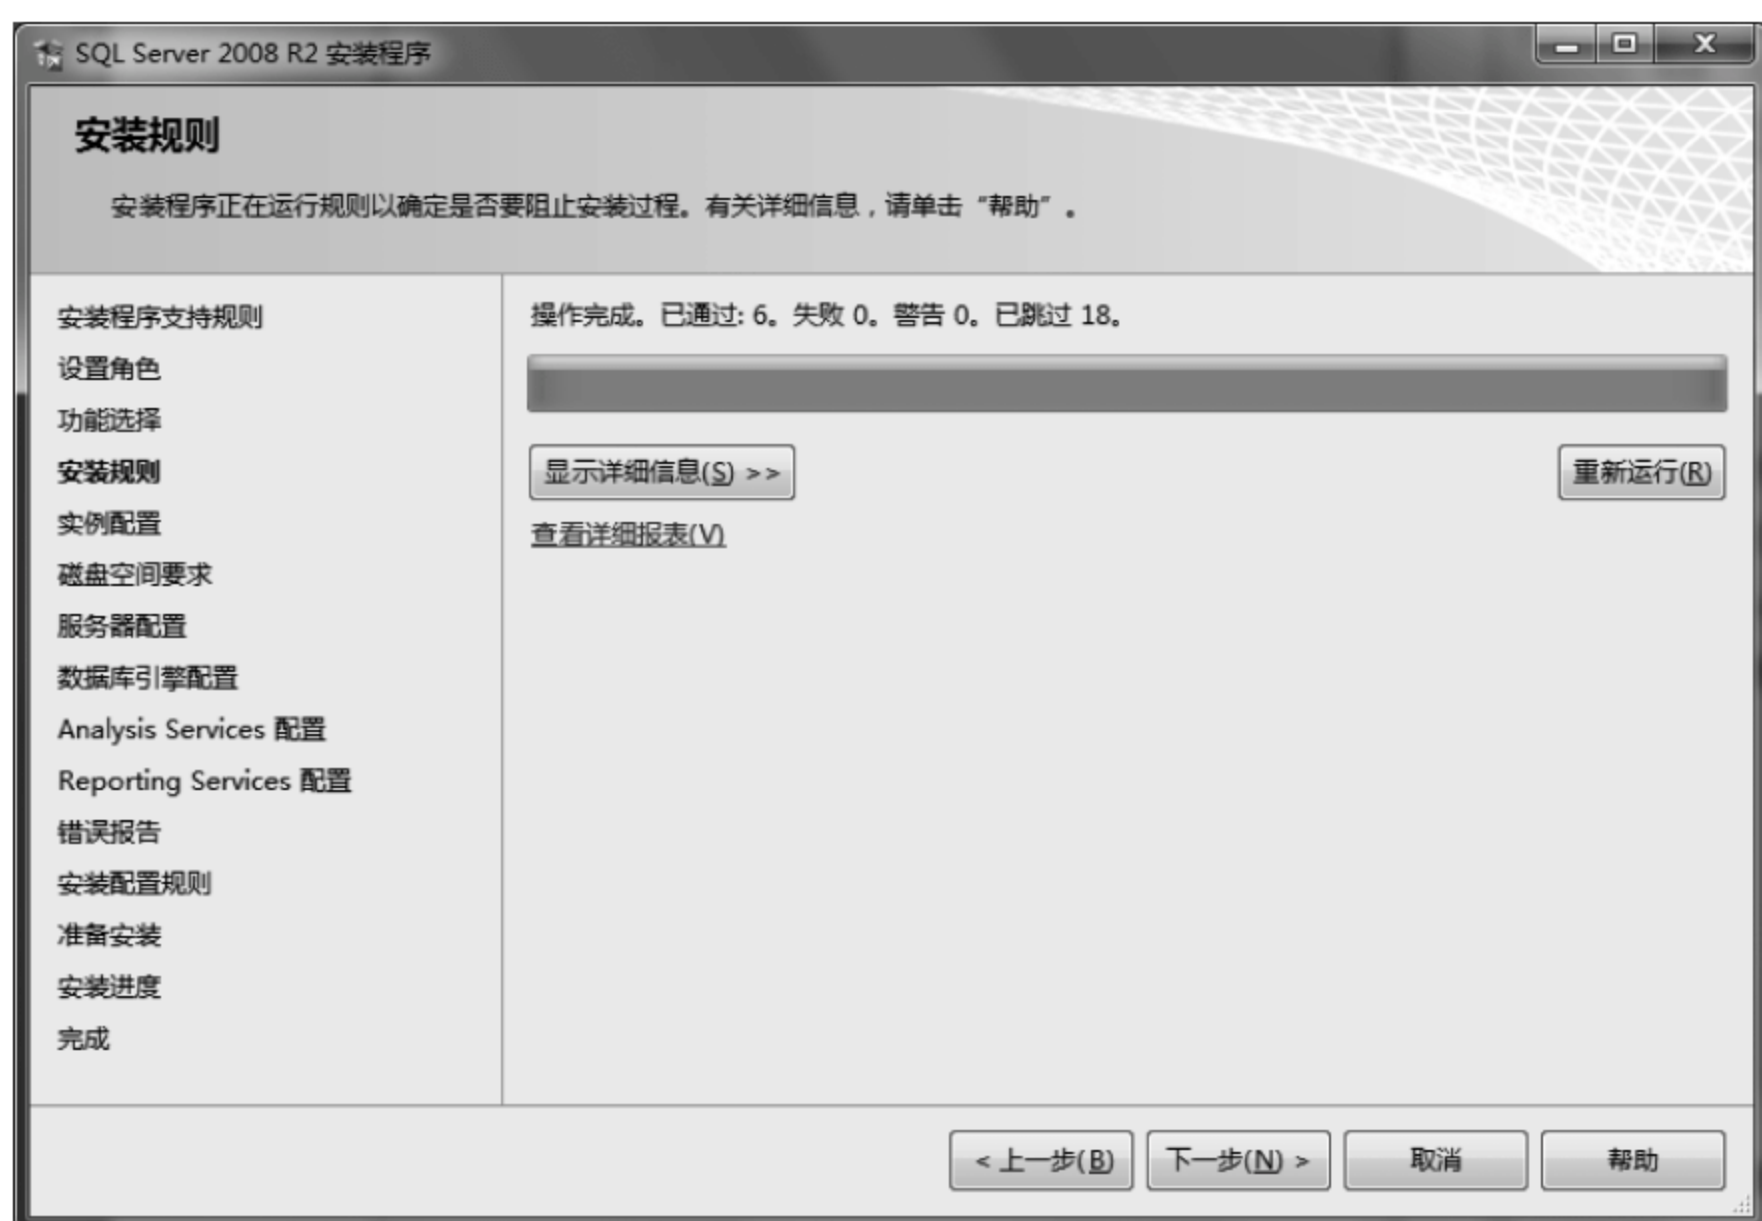 SQL Server 2008 R2 安装程序
安装规则
安装程序正在运行规则以确定是否要阻止安装过程。有关详细信息，请单击“帮助”。
安装程序支持规则
设置角色
功能选择
安装规则
实例配置
磁盘空间要求
服务器配置
数据库引擎配置
Analysis Services 配置
Reporting Services 配置
错误报告
安装配置规则
准备安装
安装进度
完成
操作完成。已通过: 6。失败 0。警告 0。已跳过 18。
显示详细信息(S) >>
重新运行(R)
查看详细报表(V)
< 上一步(B)
下一步(N) >
取消
帮助